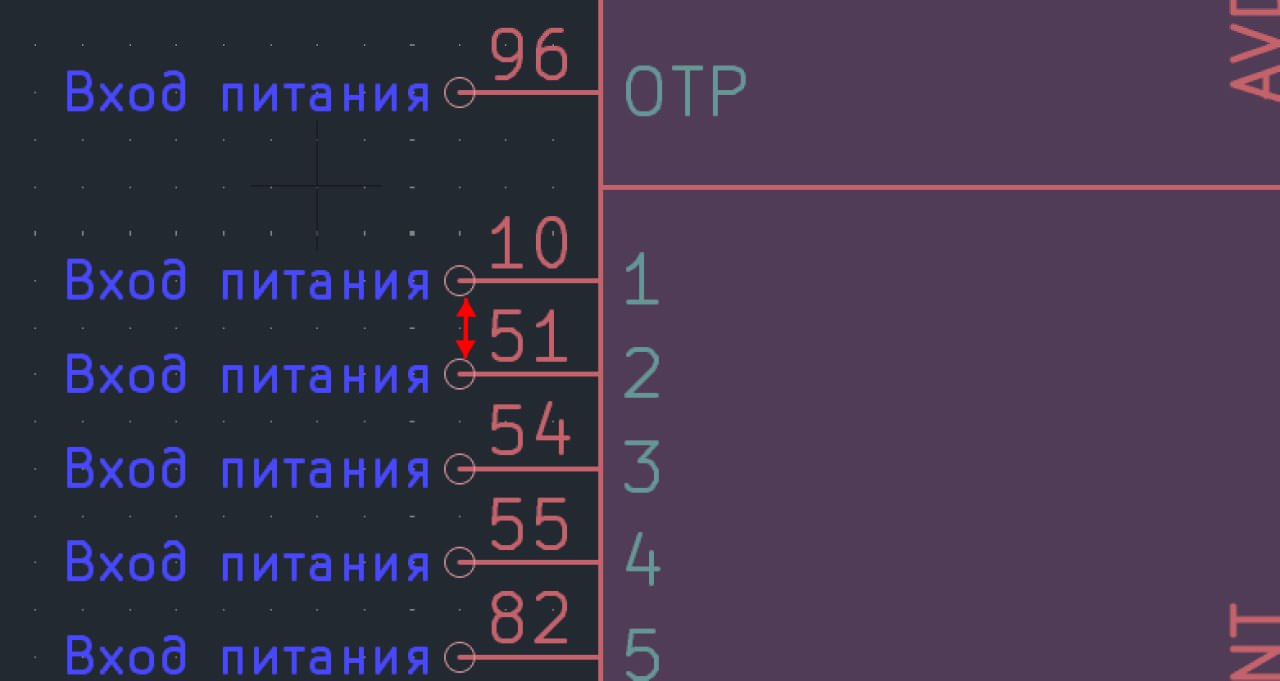 96
Вход питания OTP
10
Вход питания 1
51
Вход питания 2
54
Вход питания 3
55
Вход питания 4
82
Вход питания 5